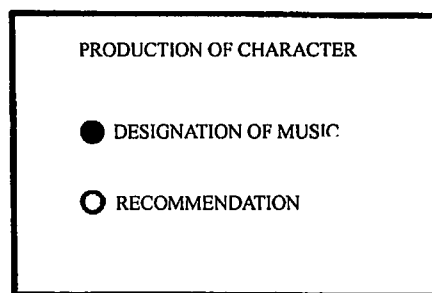 PRODUCTION OF CHARACTER
DESIGNATION OF MUSIC
RECOMMENDATION